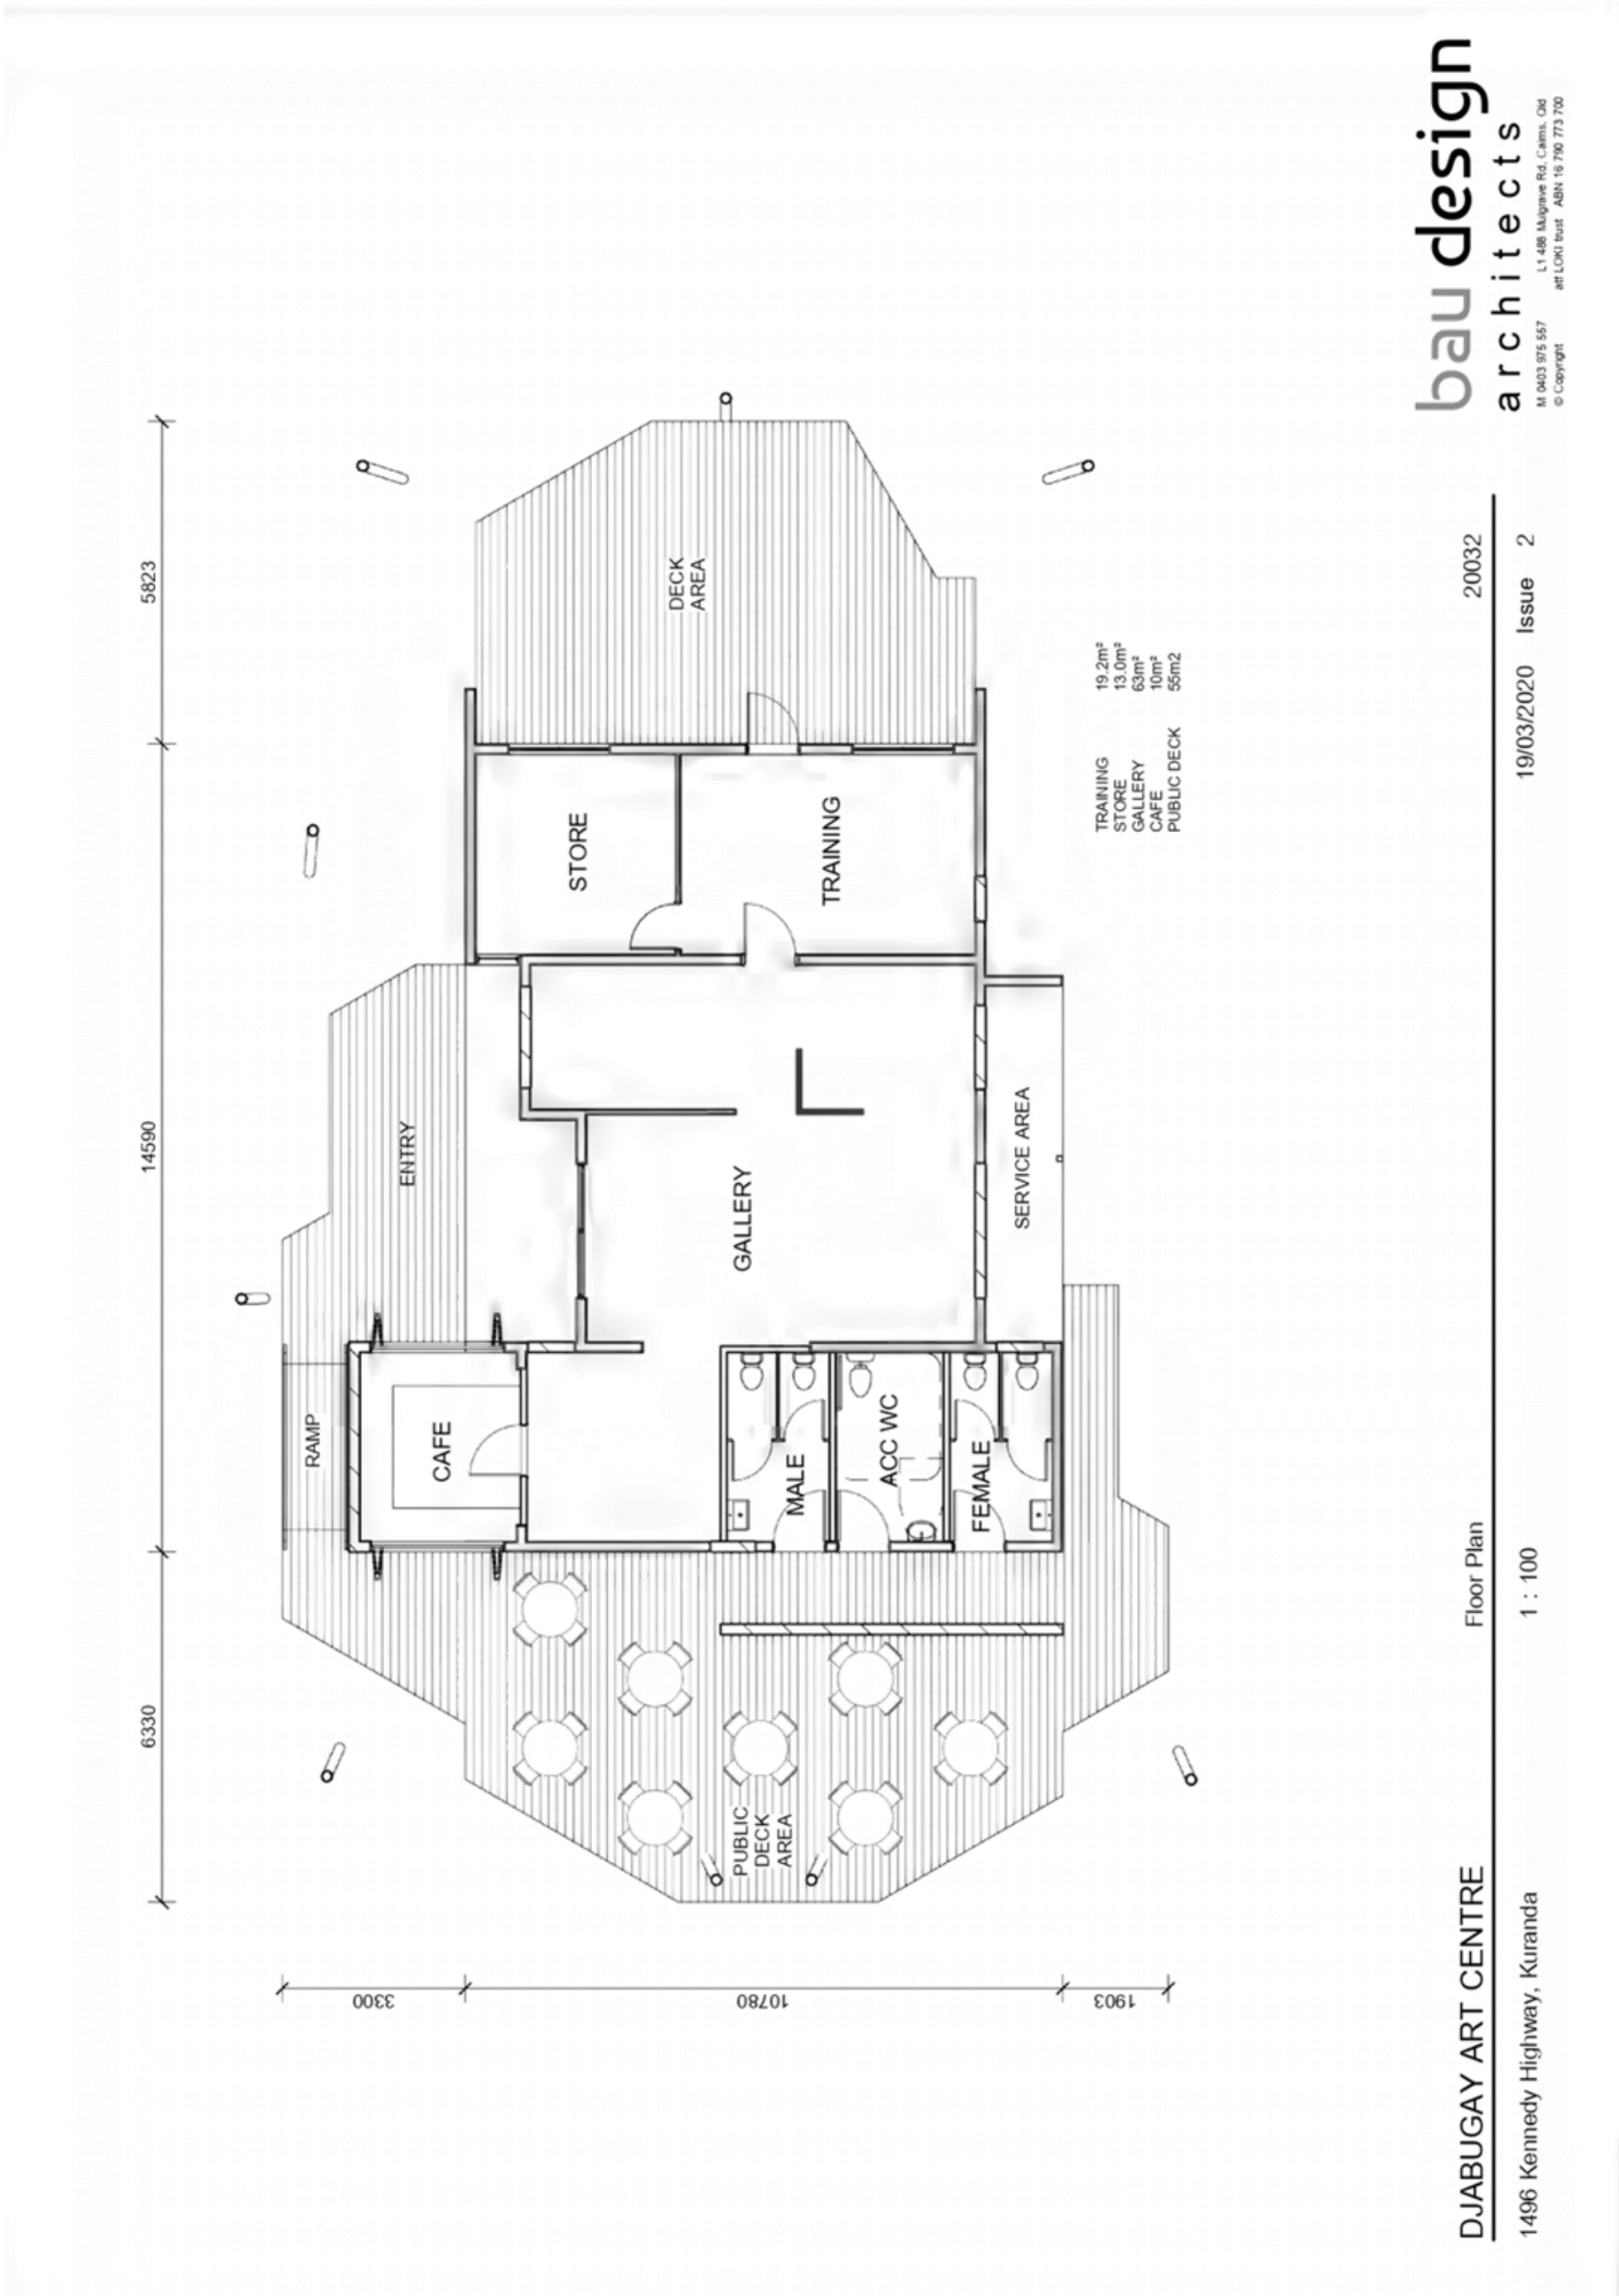 6330
14590
5823
3300
10780
1903
RAMP
ENTRY
CAFE
STORE
DECK
AREA
GALLERY
TRAINING
PUBLIC
DECK
AREA
MALE
ACC WC
FEMALE
SERVICE AREA
TRAINING 19.2m²
STORE 13.0m²
GALLERY 63m²
CAFE 10m²
PUBLIC DECK 55m2
DJABUGAY ART CENTRE Floor Plan 20032
1496 Kennedy Highway, Kuranda 1 : 100 19/03/2020 Issue 2
bau design
architects
M 0403 975 557 L1 488 Mulgrave Rd, Cairns, Qld
© Copyright atf LOKI trust ABN 16 790 773 700